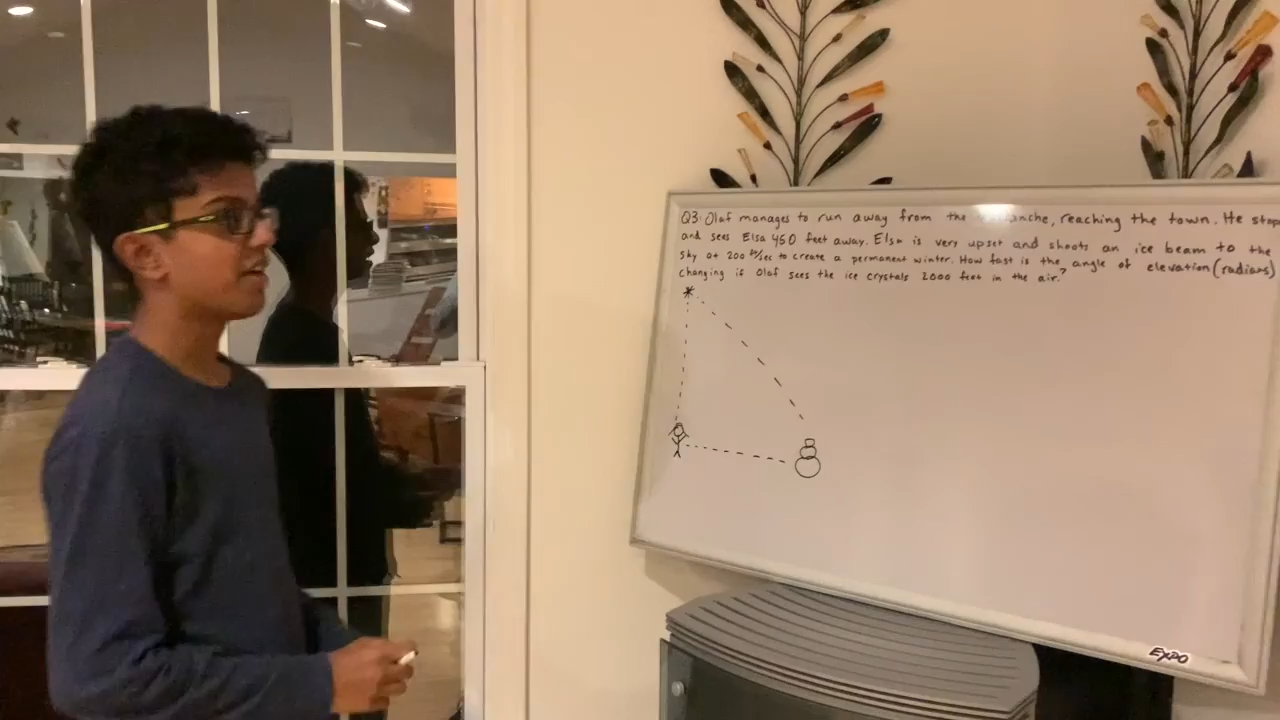 Q3: Olaf manages to run away from the avalanche, reaching the town. He stops
and sees Elsa 450 feet away. Elsa is very upset and shoots an ice beam to the
sky at 200 ft/sec to create a permanent winter. How fast is the angle of elevation (radians)
changing if Olaf sees the ice crystals 2000 feet in the air?
EXPO